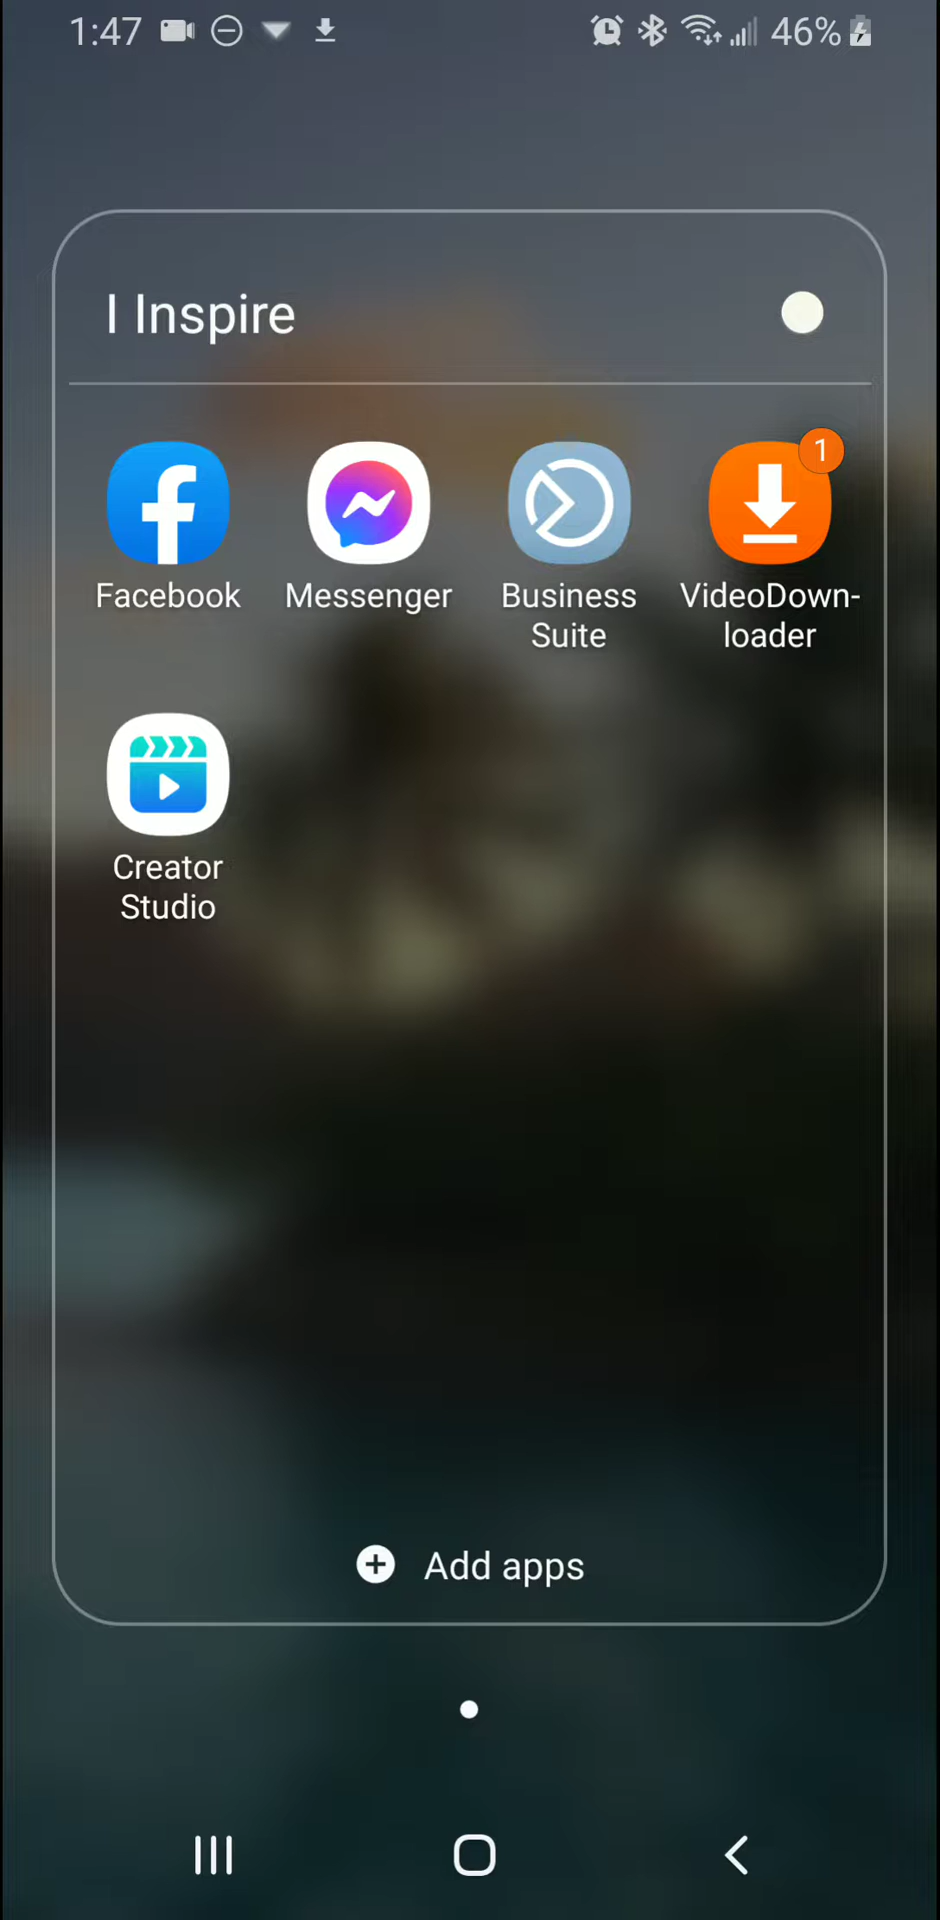 1:47 46%
I Inspire
1
Facebook Messenger Business Suite VideoDown-loader
Creator
Studio
Add apps